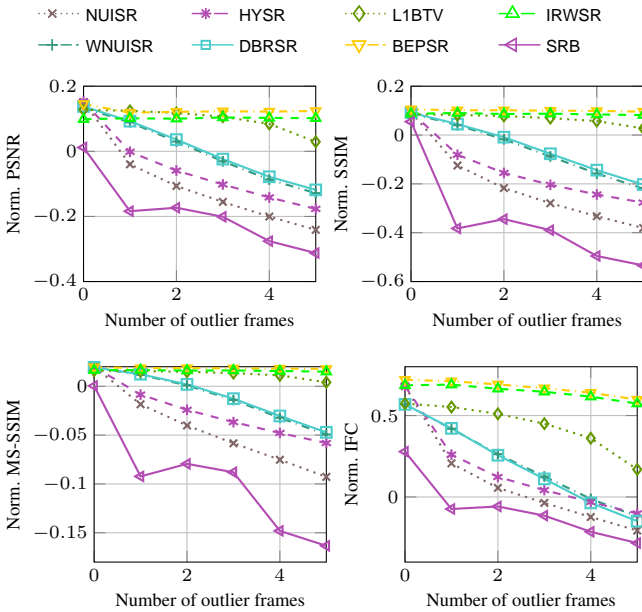 NUISR HYSR L1BTV IRWSR
WNUISR DBRSR BEPSR SRB
Norm. PSNR
0.2
0
−0.2
−0.4
0 2 4
Number of outlier frames
Norm. SSIM
0.2
0
−0.2
−0.4
−0.6
0 2 4
Number of outlier frames
Norm. MS-SSIM
0
−0.05
−0.1
−0.15
0 2 4
Number of outlier frames
Norm. IFC
0.5
0
0 2 4
Number of outlier frames